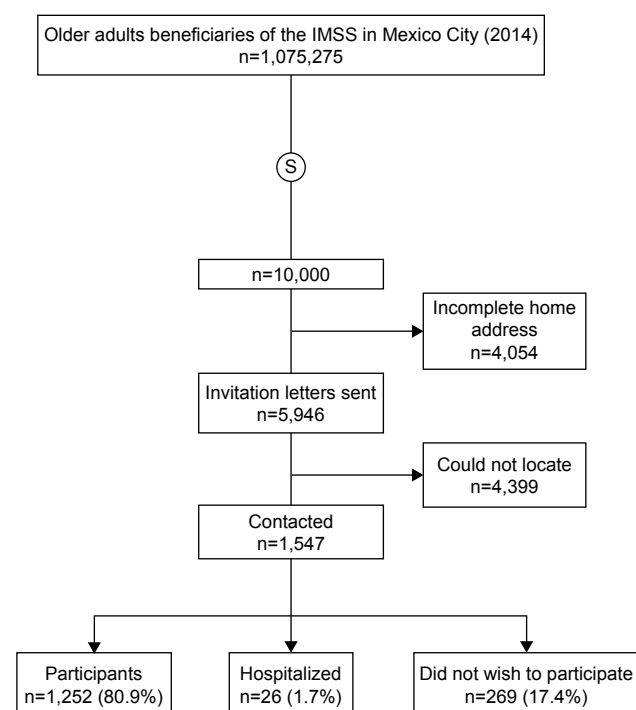 Older adults beneficiaries of the IMSS in Mexico City (2014)
n=1,075,275
S
n=10,000
Incomplete home
address
n=4,054
Invitation letters sent
n=5,946
Could not locate
n=4,399
Contacted
n=1,547
Participants
n=1,252 (80.9%)
Hospitalized
n=26 (1.7%)
Did not wish to participate
n=269 (17.4%)